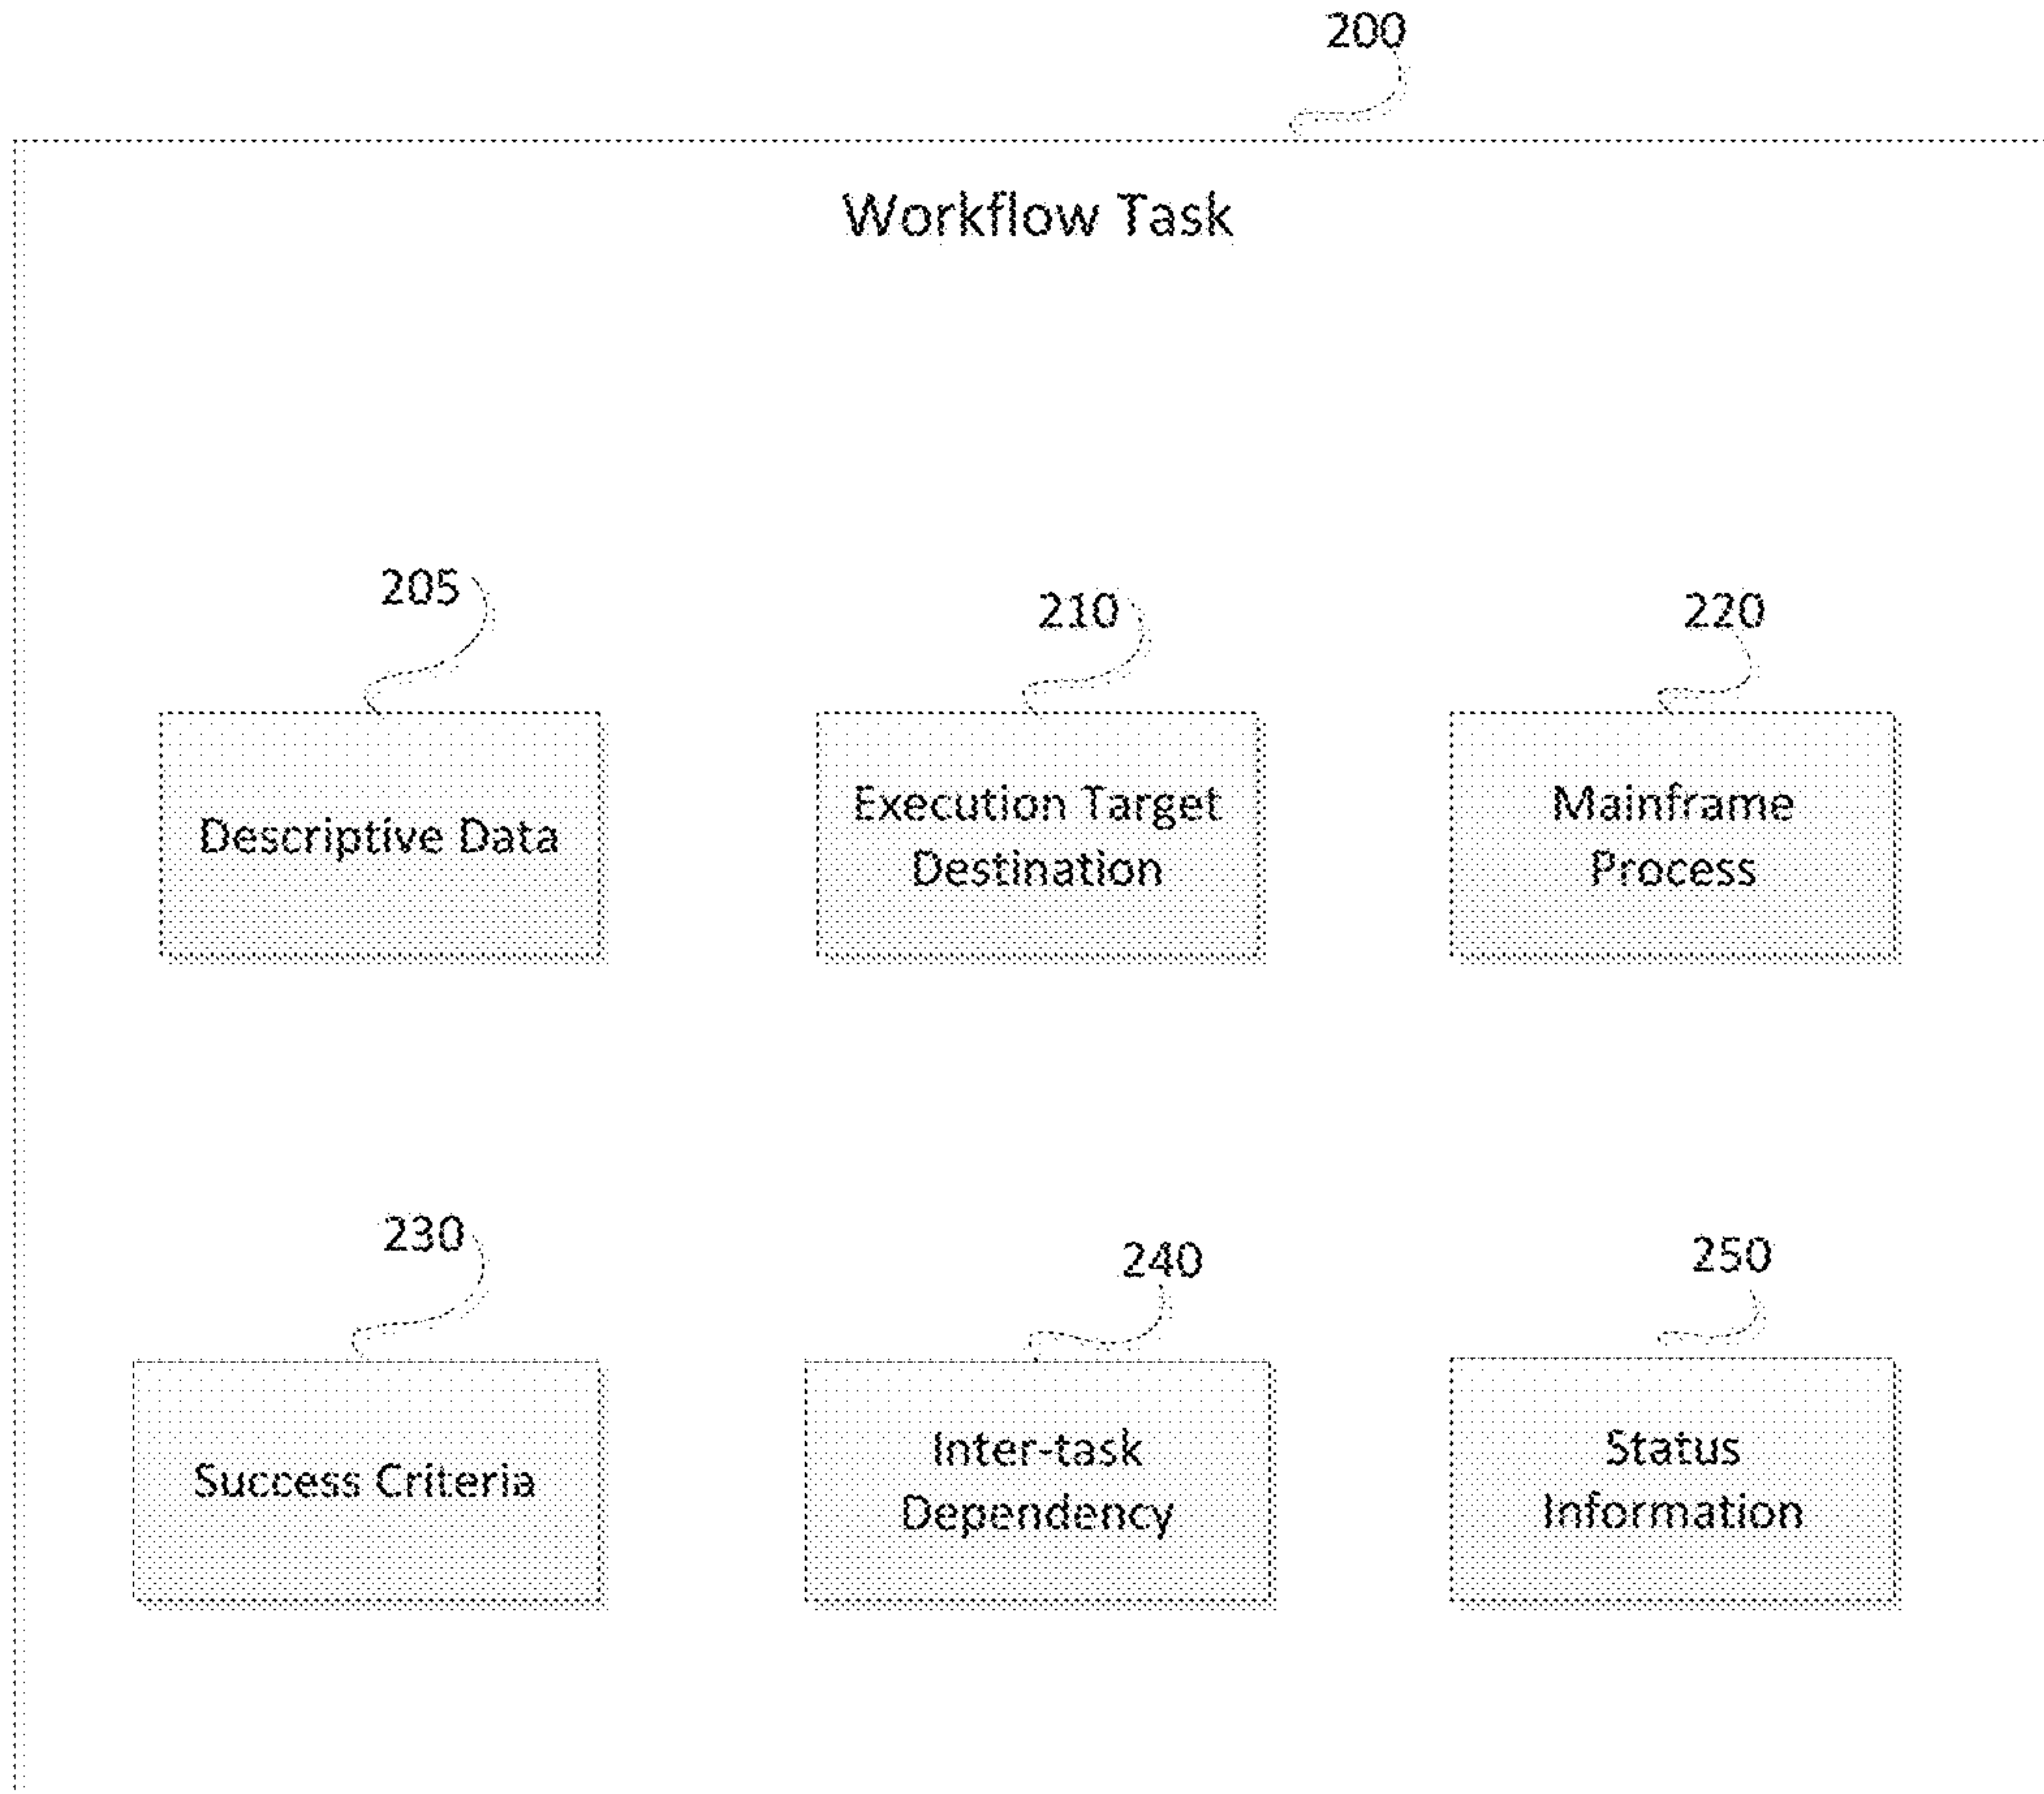 200
Workflow Task
205
210
220
Descriptive Data
Execution Target
Destination
Mainframe
Process
230
240
250
Success Criteria
Inter-task
Dependency
Status
Information